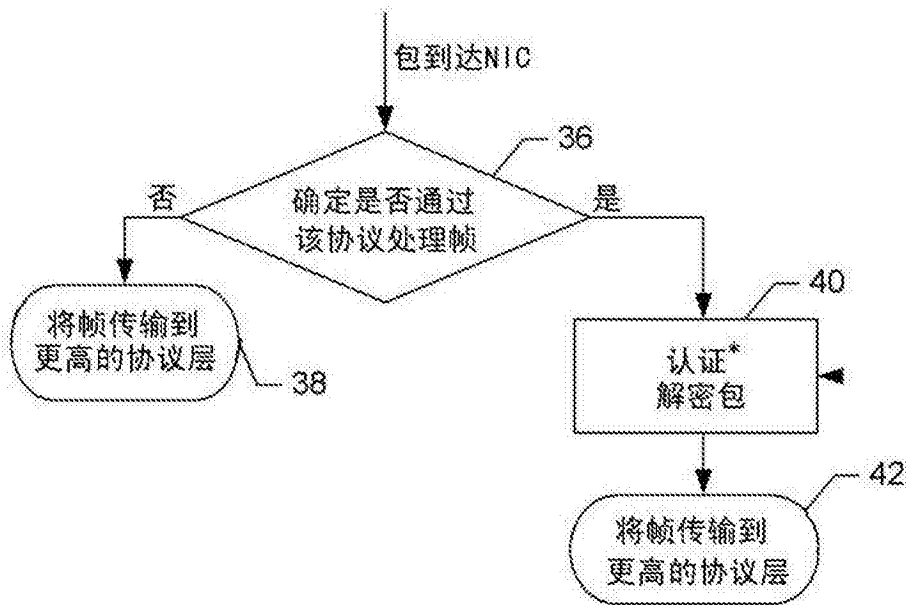 包到达NIC
36
否
确定是否通过
该协议处理帧
是
40
将帧传输到
更高的协议层
38
认证*
解密包
42
将帧传输到
更高的协议层